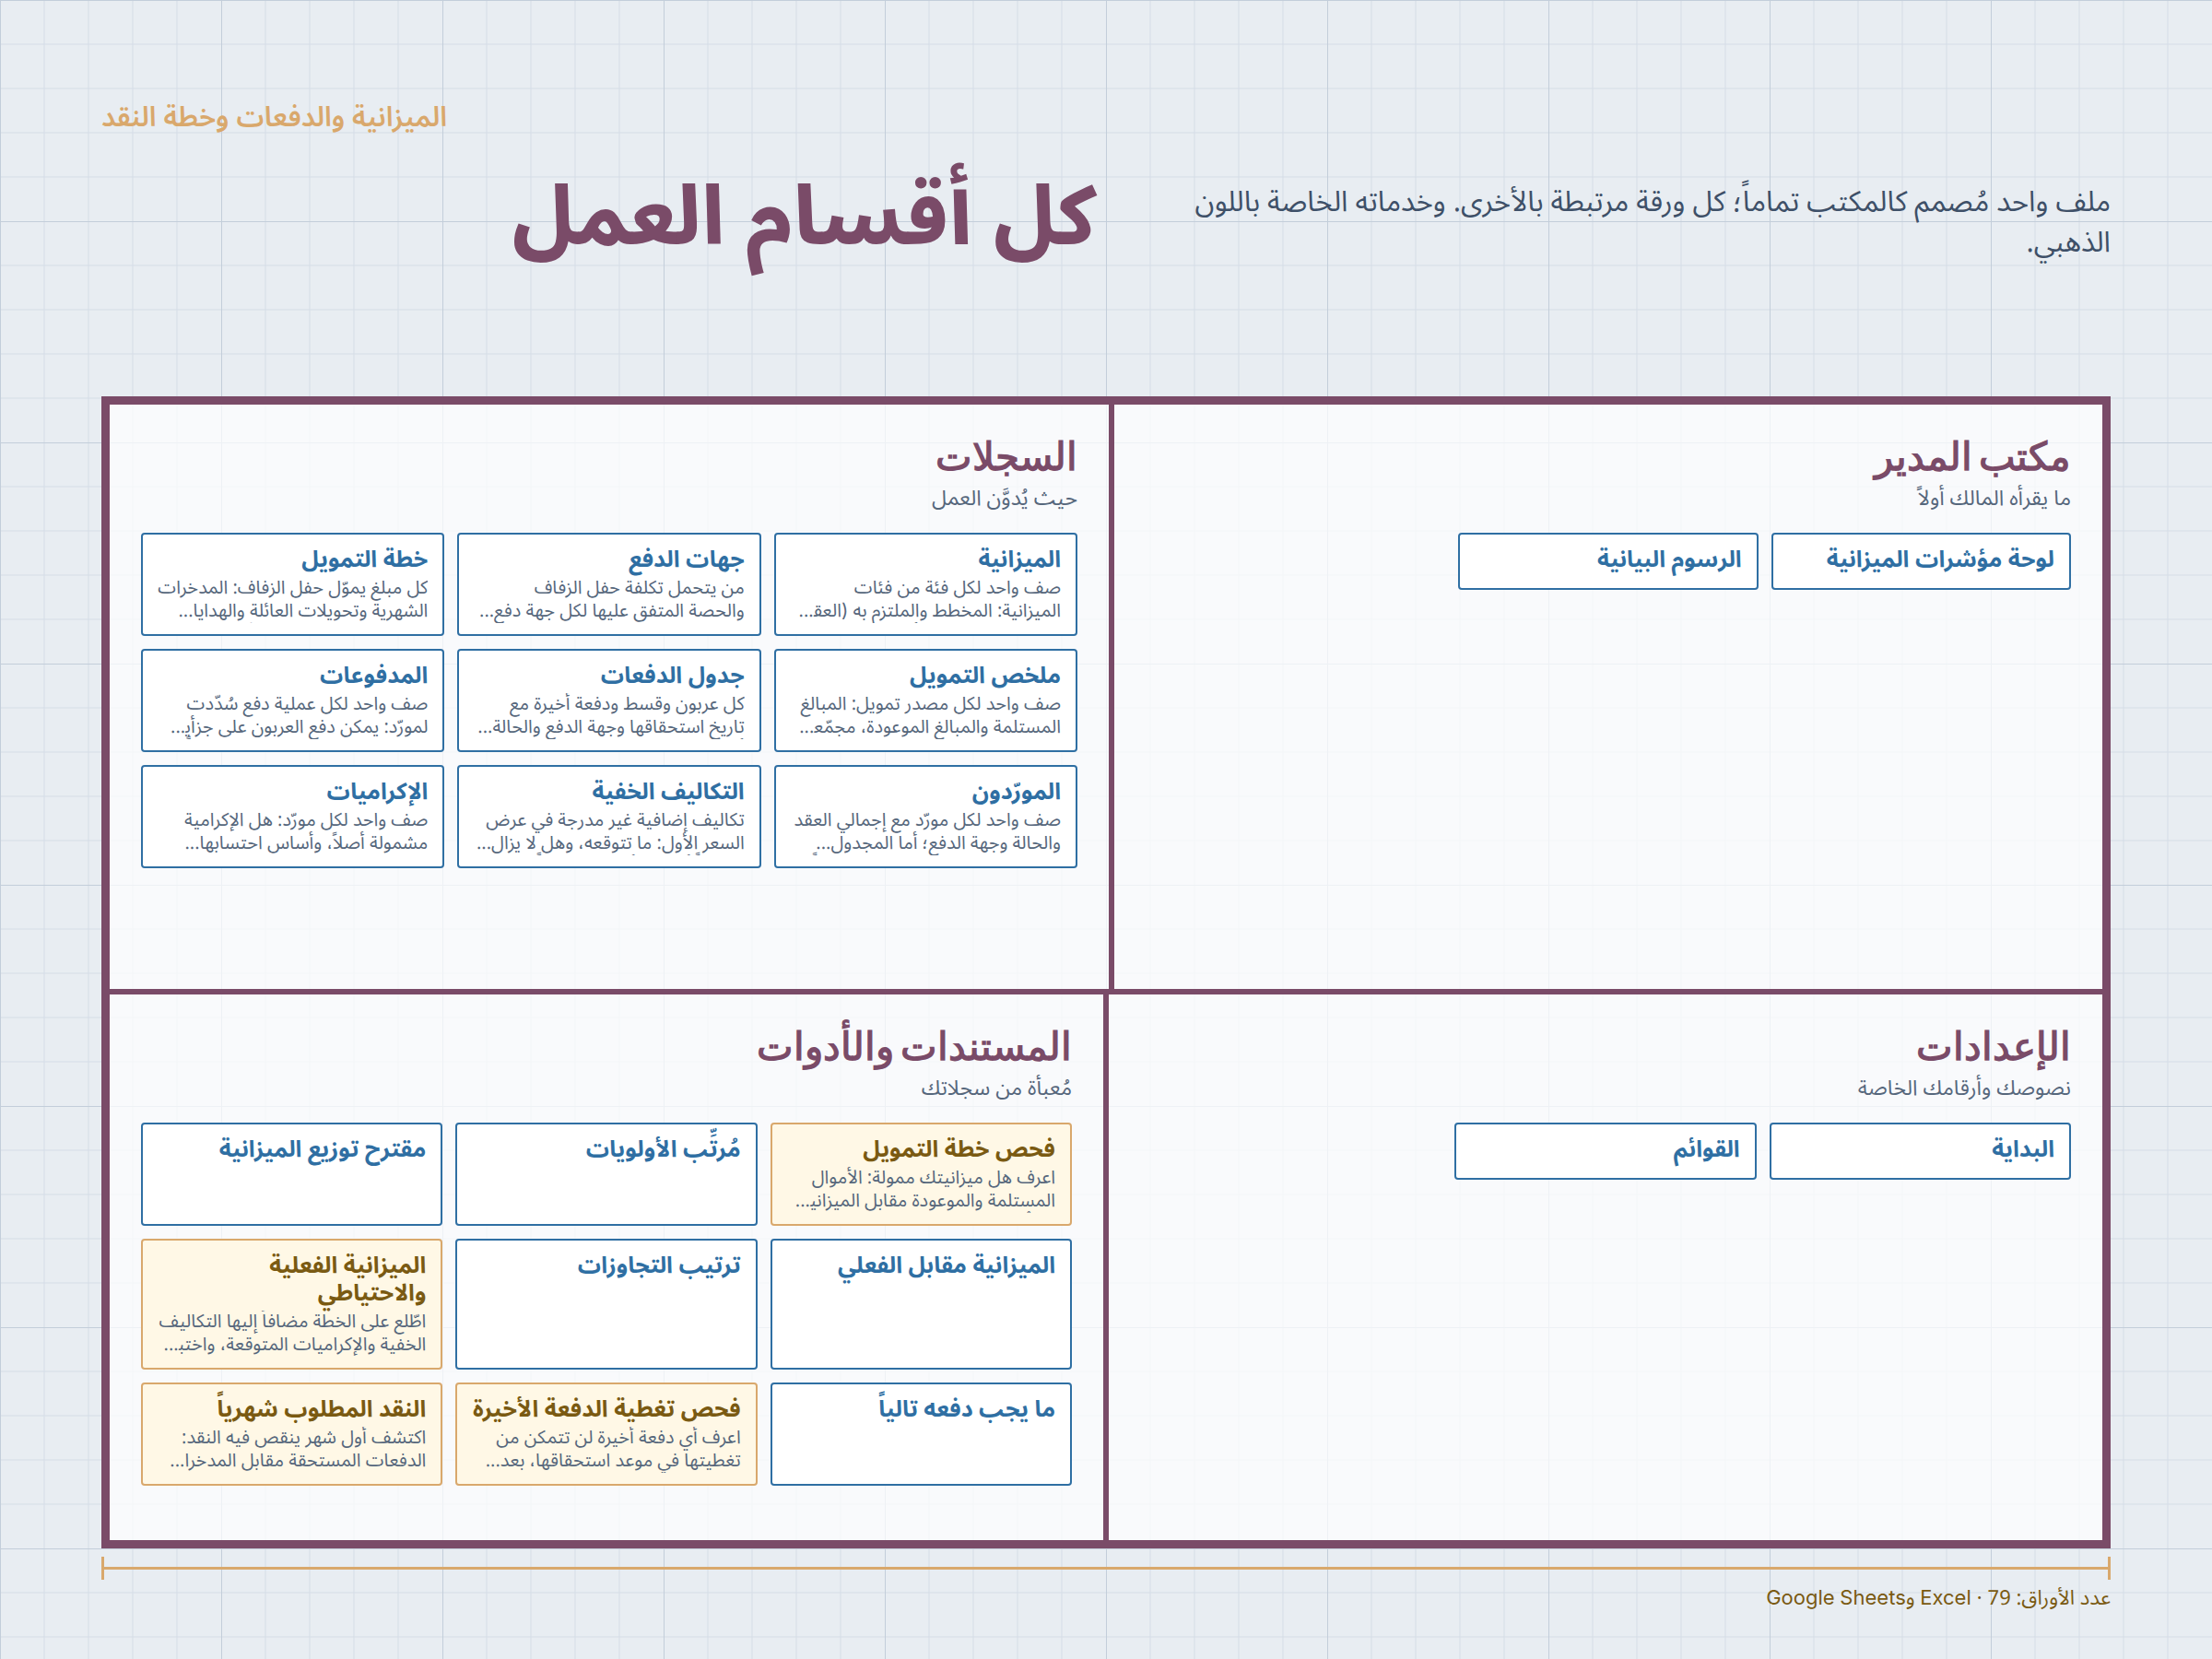 الميزانية والدفعات وخطة النقد
كل أقسام العمل
ملف واحد مُصمم كالمكتب تماماً؛ كل ورقة مرتبطة بالأخرى. وخدماته الخاصة باللون
الذهبي.
مكتب المدير
ما يقرأه المالك أولاً
لوحة مؤشرات الميزانية
الرسوم البيانية
السجلات
حيث يُدوَّن العمل
الميزانية
صف واحد لكل فئة من فئات
الميزانية: المخطط والملتزم به (العقـ...
جهات الدفع
من يتحمل تكلفة حفل الزفاف
والحصة المتفق عليها لكل جهة دفع...
خطة التمويل
كل مبلغ يموّل حفل الزفاف: المدخرات
الشهرية وتحويلات العائلة والهدايا...
ملخص التمويل
صف واحد لكل مصدر تمويل: المبالغ
المستلمة والمبالغ الموعودة، مجمّعـ...
جدول الدفعات
كل عربون وقسط ودفعة أخيرة مع
تاريخ استحقاقها وجهة الدفع والحالة...
المدفوعات
صف واحد لكل عملية دفع سُدّدت
لمورّد: يمكن دفع العربون على جزأيـ...
المورّدون
صف واحد لكل مورّد مع إجمالي العقد
والحالة وجهة الدفع؛ أما المجدول...
التكاليف الخفية
تكاليف إضافية غير مدرجة في عرض
السعر الأول: ما تتوقعه، وهل لا يزال...
الإكراميات
صف واحد لكل مورّد: هل الإكرامية
مشمولة أصلاً، وأساس احتسابها...
الإعدادات
نصوصك وأرقامك الخاصة
البداية
القوائم
المستندات والأدوات
مُعبأة من سجلاتك
فحص خطة التمويل
اعرف هل ميزانيتك ممولة: الأموال
المستلمة والموعودة مقابل الميزانيـ...
مُرتِّب الأولويات
مقترح توزيع الميزانية
الميزانية مقابل الفعلي
ترتيب التجاوزات
الميزانية الفعلية
والاحتياطي
اطّلع على الخطة مضافاً إليها التكاليف
الخفية والإكراميات المتوقعة، واختبـ...
ما يجب دفعه تالياً
فحص تغطية الدفعة الأخيرة
اعرف أي دفعة أخيرة لن تتمكن من
تغطيتها في موعد استحقاقها، بعد...
النقد المطلوب شهرياً
اكتشف أول شهر ينقص فيه النقد:
الدفعات المستحقة مقابل المدخرا...
عدد الأوراق: 79 · Excel وGoogle Sheets